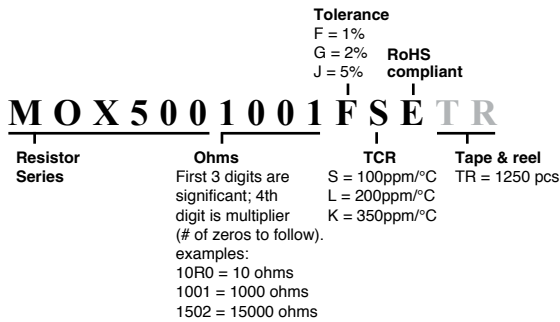 Tolerance
F = 1%
G = 2%
J = 5%
RoHS
compliant
MOX5001001FSETR
Resistor
Series
Ohms
First 3 digits are
significant; 4th
digit is multiplier
(# of zeros to follow).
examples:
10R0 = 10 ohms
1001 = 1000 ohms
1502 = 15000 ohms
TCR
S = 100ppm/°C
L = 200ppm/°C
K = 350ppm/°C
Tape & reel
TR = 1250 pcs